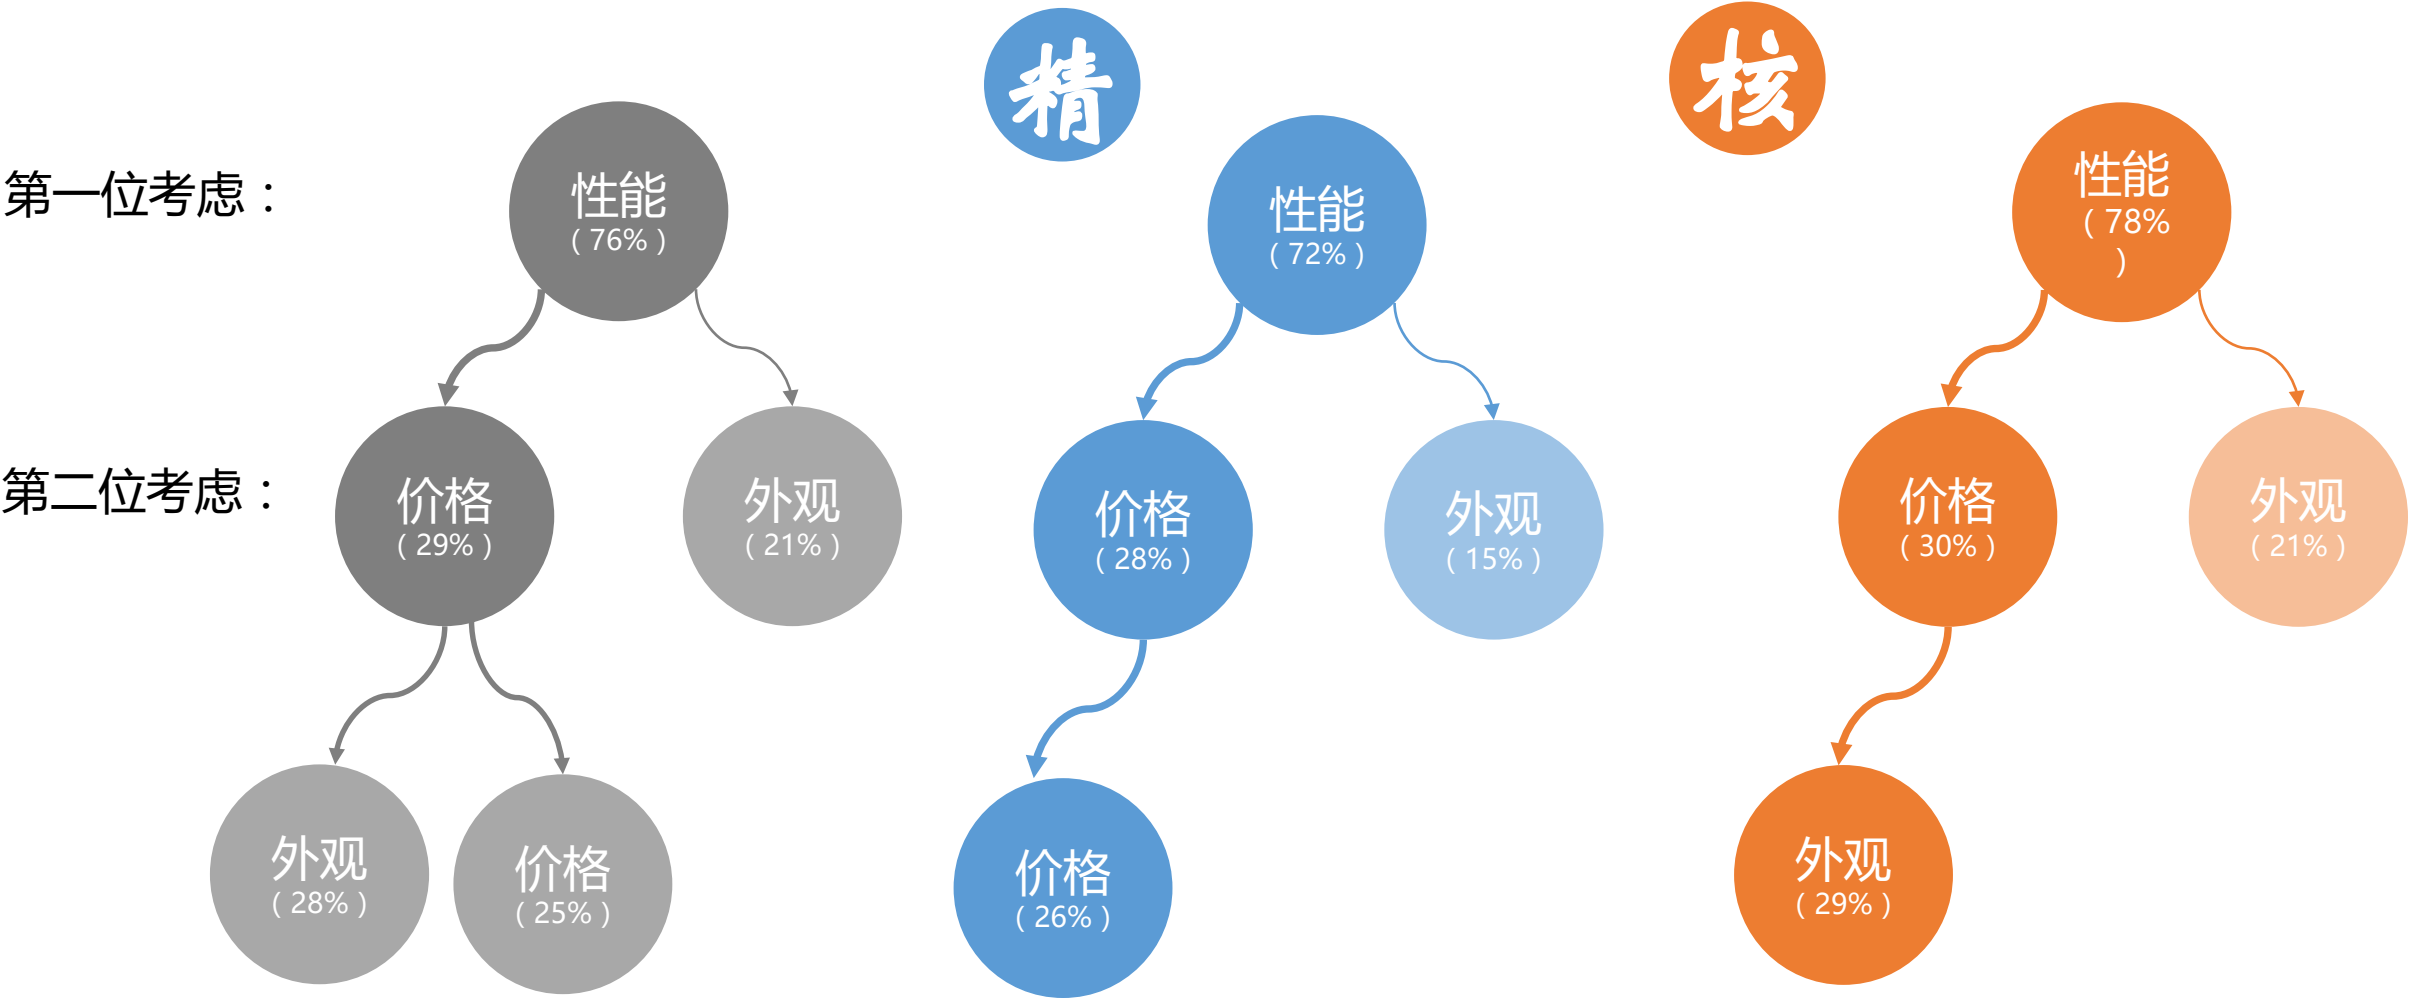 精
核
第一位考虑：
性能
（76%）
性能
（72%）
性能
（78%
）
第二位考虑：
价格
（29%）
外观
（21%）
价格
（28%）
外观
（15%）
价格
（30%）
外观
（21%）
外观
（28%）
价格
（25%）
价格
（26%）
外观
（29%）